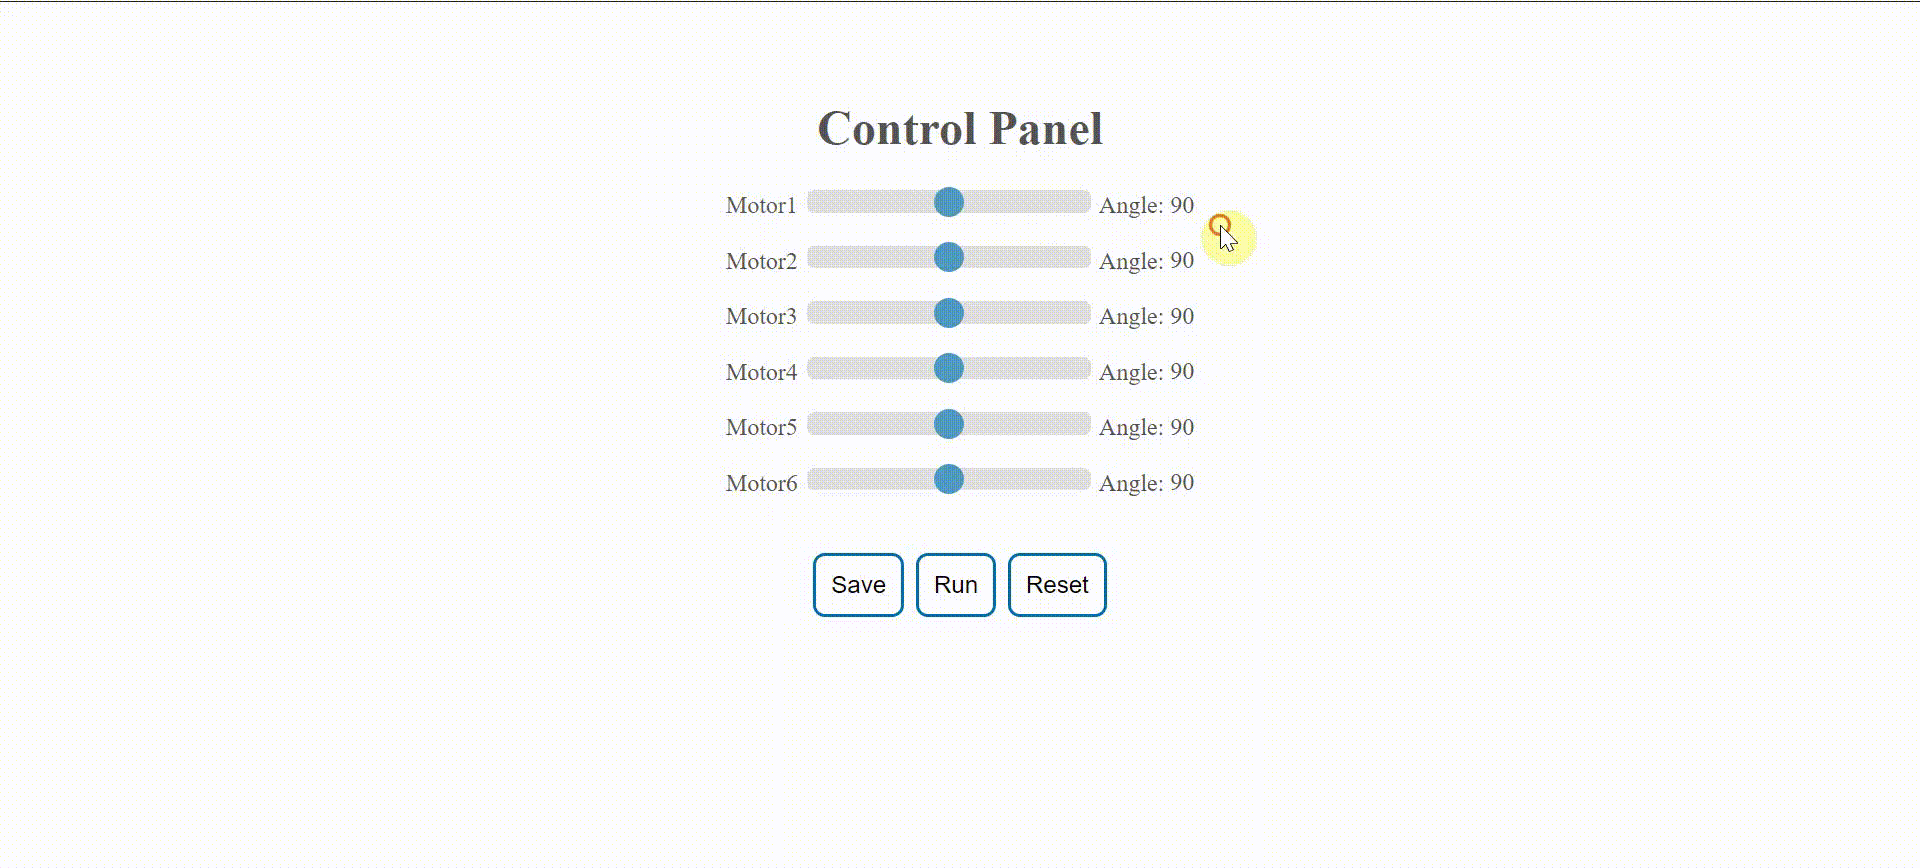 Control Panel
Motor1 Angle: 90
Motor2 Angle: 90
Motor3 Angle: 90
Motor4 Angle: 90
Motor5 Angle: 90
Motor6 Angle: 90
Save Run Reset